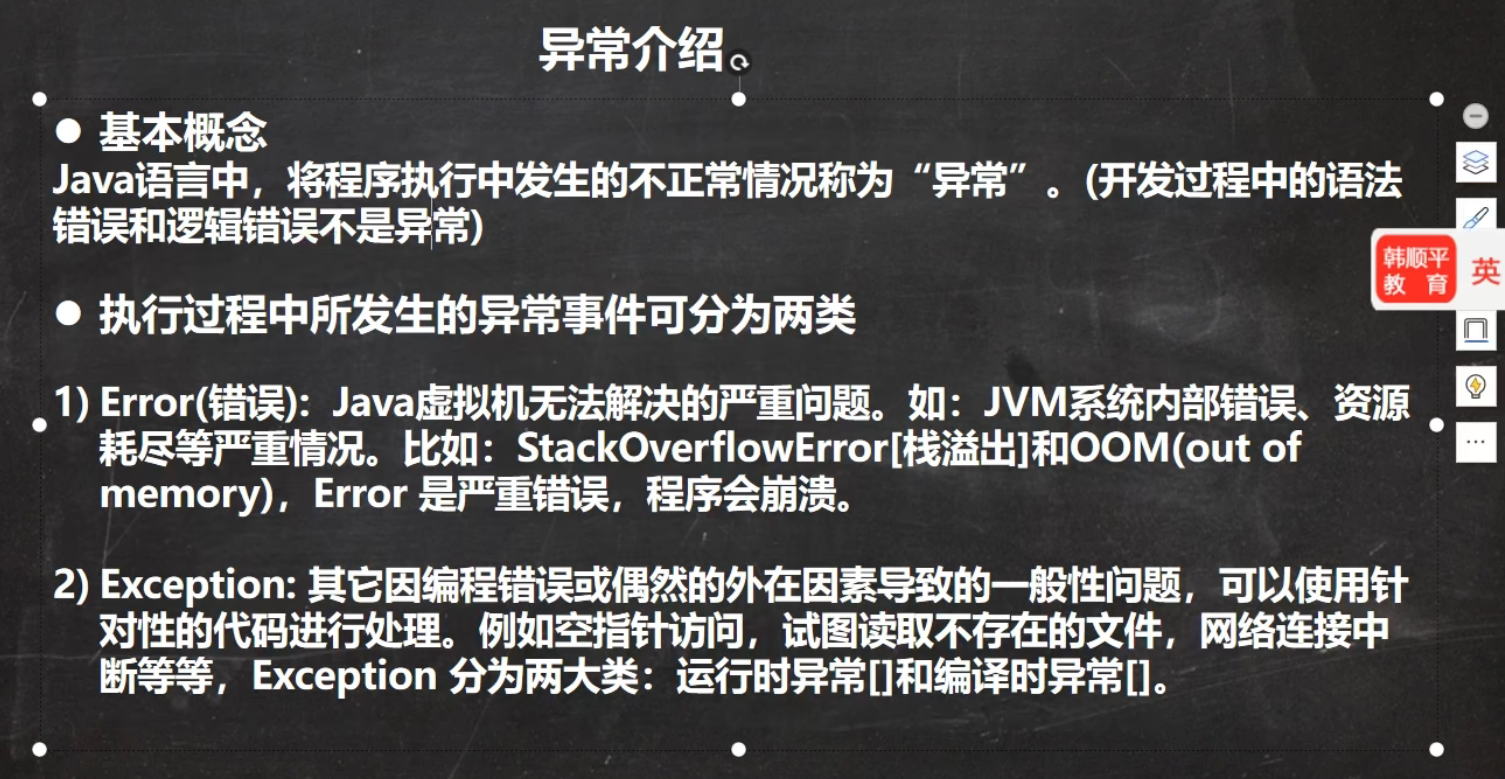 异常介绍
● 基本概念
Java语言中，将程序执行中发生的不正常情况称为“异常”。(开发过程中的语法
错误和逻辑错误不是异常)
● 执行过程中所发生的异常事件可分为两类
1) Error(错误)：Java虚拟机无法解决的严重问题。如：JVM系统内部错误、资源
耗尽等严重情况。比如：StackOverflowError[栈溢出]和OOM(out of
memory)，Error 是严重错误，程序会崩溃。
2) Exception: 其它因编程错误或偶然的外在因素导致的一般性问题，可以使用针
对性的代码进行处理。例如空指针访问，试图读取不存在的文件，网络连接中
断等等，Exception 分为两大类：运行时异常[]和编译时异常[]。
韩顺平
教 育
英